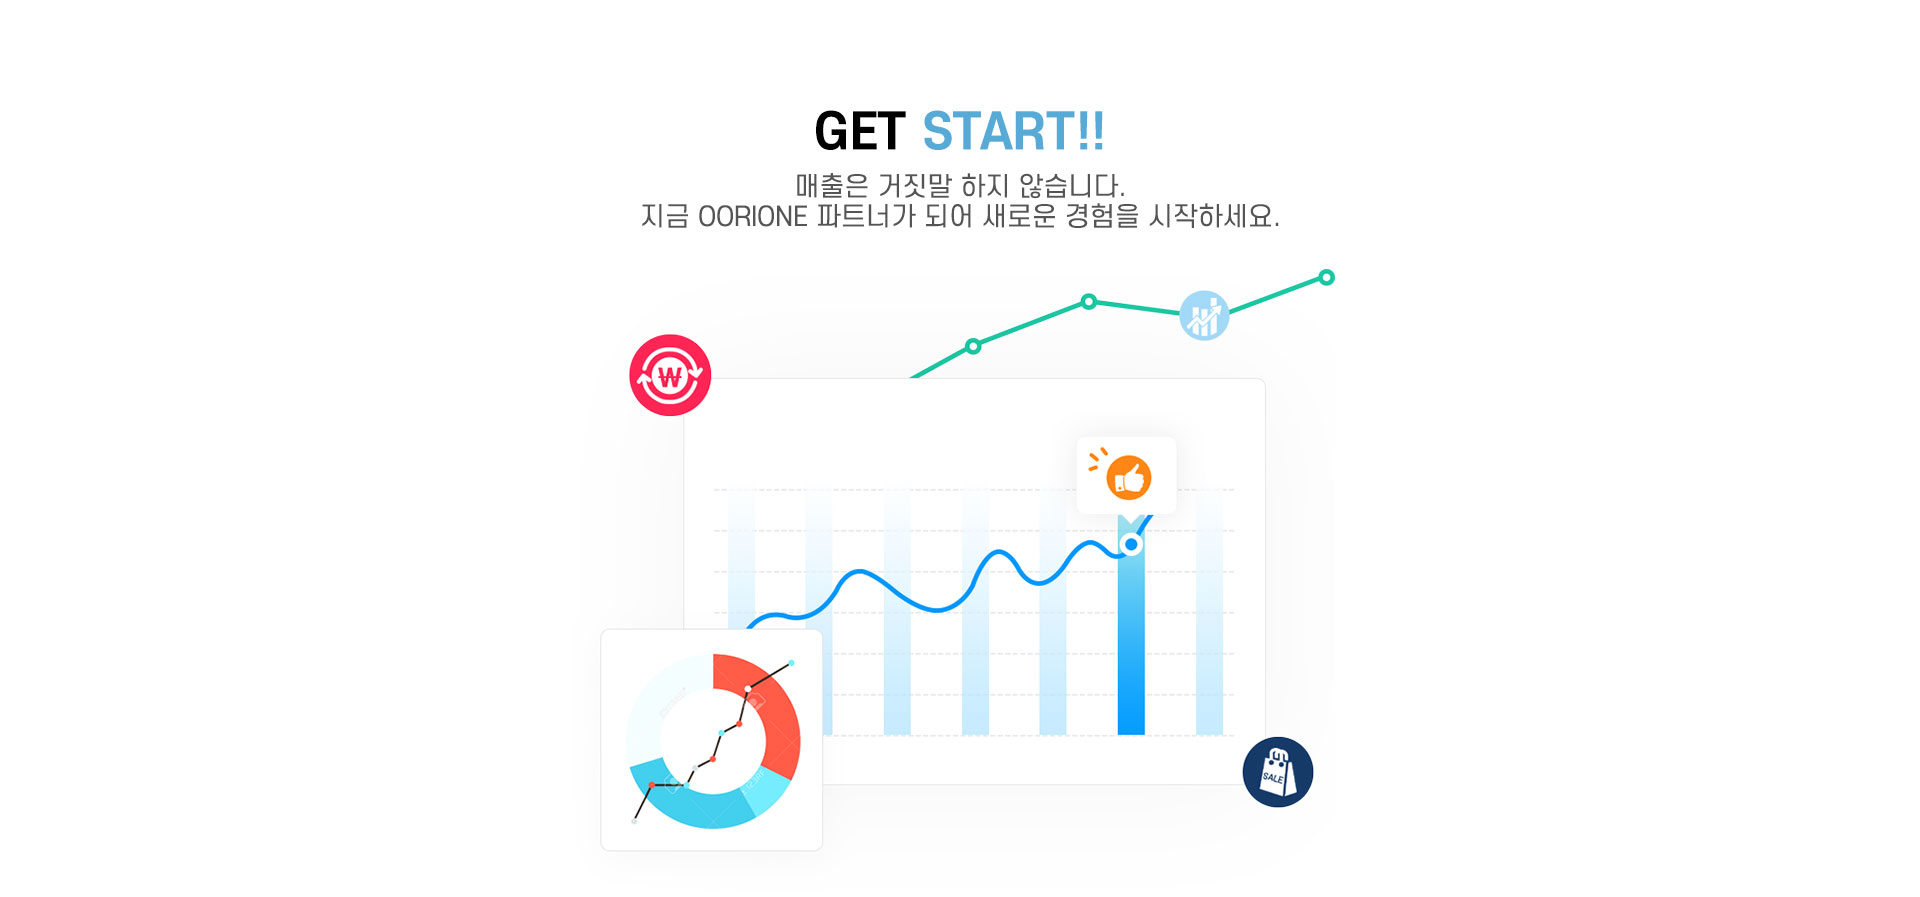 GET START!!
매출은 거짓말 하지 않습니다.
지금 OORIONE 파트너가 되어 새로운 경험을 시작하세요.
₩
SALE